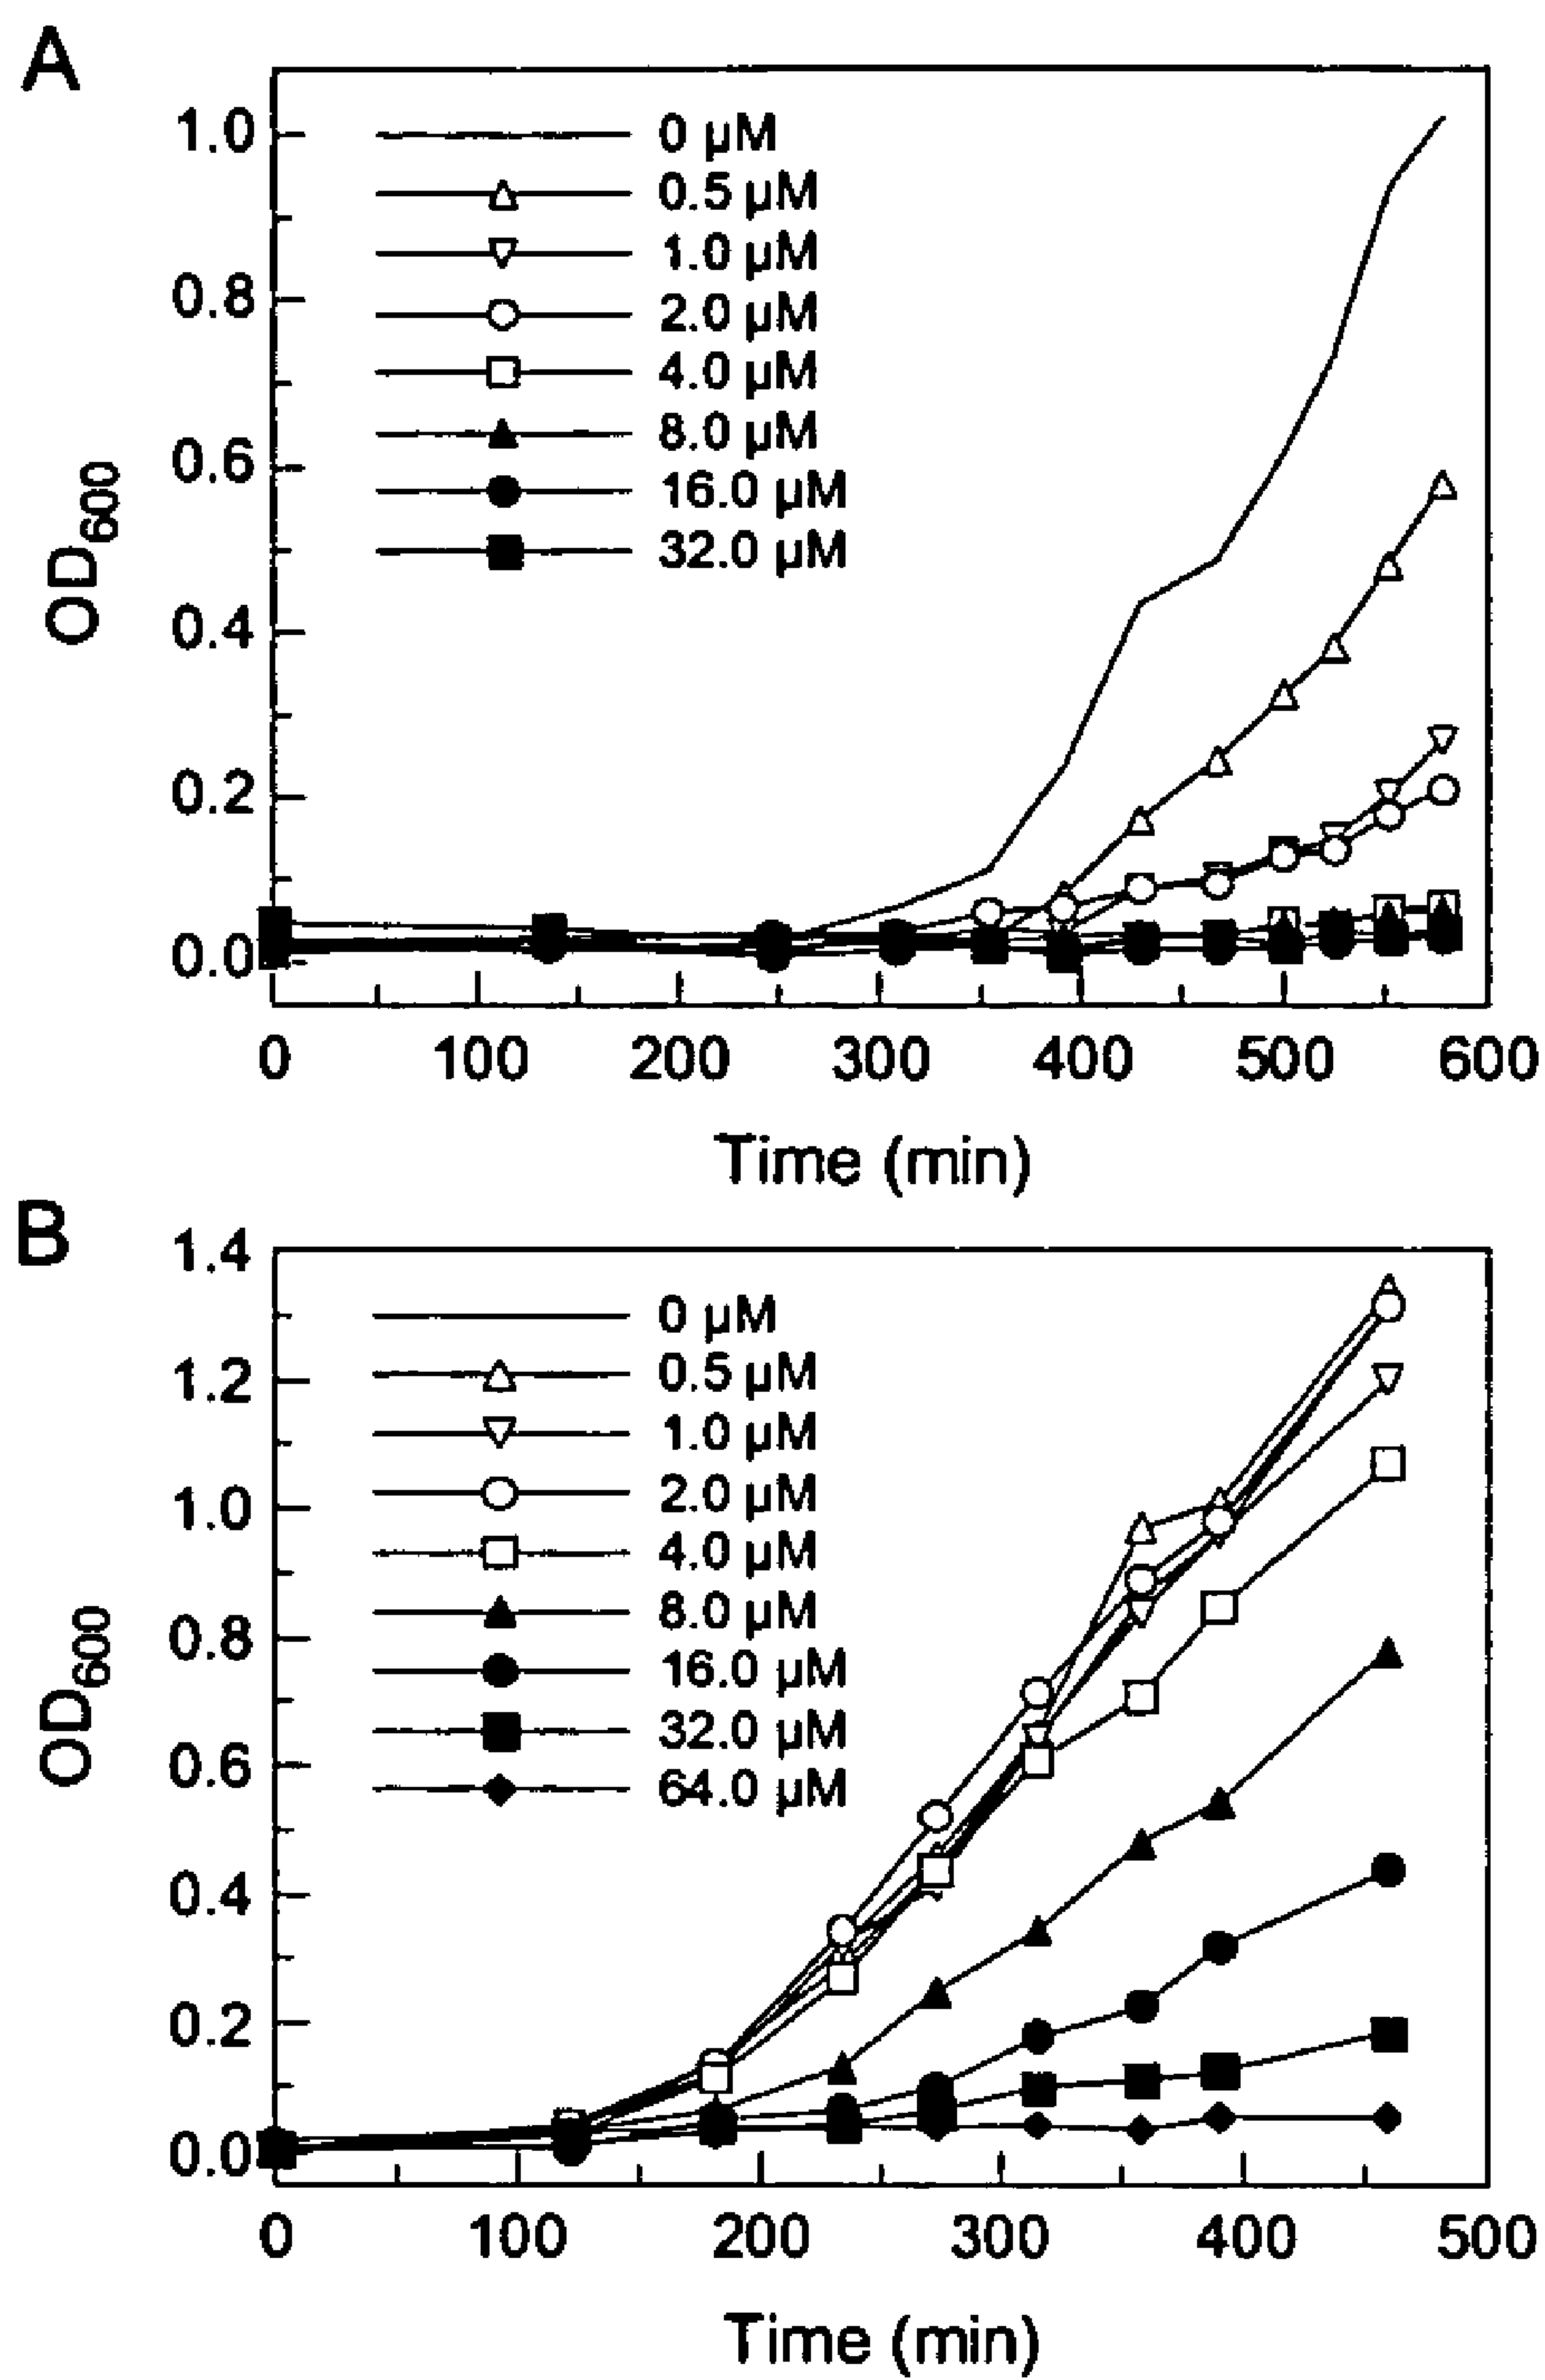 A
1.0
0.8
0.6
0.4
0.2
0.0
OD600
0 µM
0.5 µM
1.0 µM
2.0 µM
4.0 µM
8.0 µM
16.0 µM
32.0 µM
0 100 200 300 400 500 600
Time (min)
B
1.4
1.2
1.0
0.8
0.6
0.4
0.2
0.0
OD600
0 µM
0.5 µM
1.0 µM
2.0 µM
4.0 µM
8.0 µM
16.0 µM
32.0 µM
64.0 µM
0 100 200 300 400 500
Time (min)